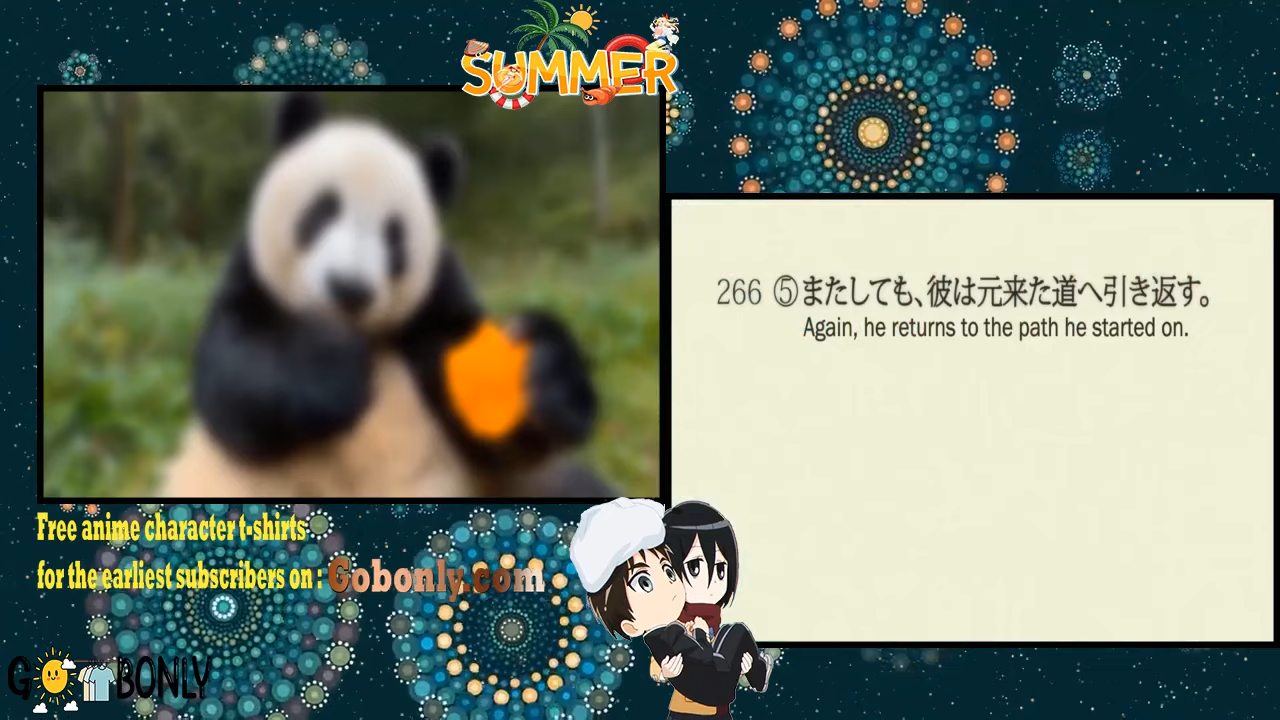 SUMMER
266 ⑤またしても、彼は元来た道へ引き返す。
Again, he returns to the path he started on.
Free anime character t-shirts
for the earliest subscribers on : Gobonly.com
GOBONLY